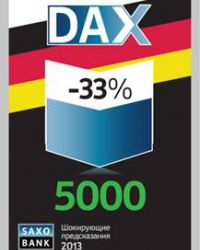 DAX
-33%
5000
SAXO
BANK
Шокирующие
предсказания
2013